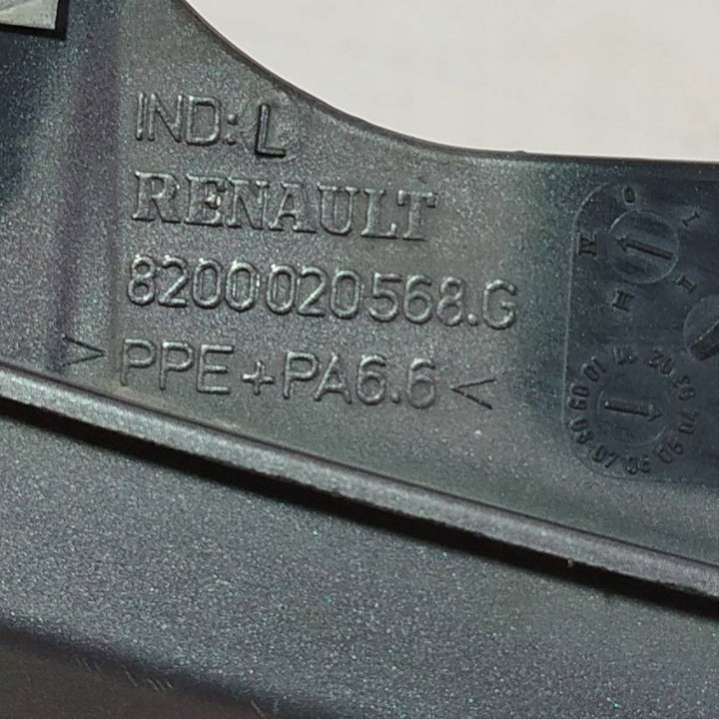 IND: L
RENAULT
8200020568.G
> PPE+PA6.6 <